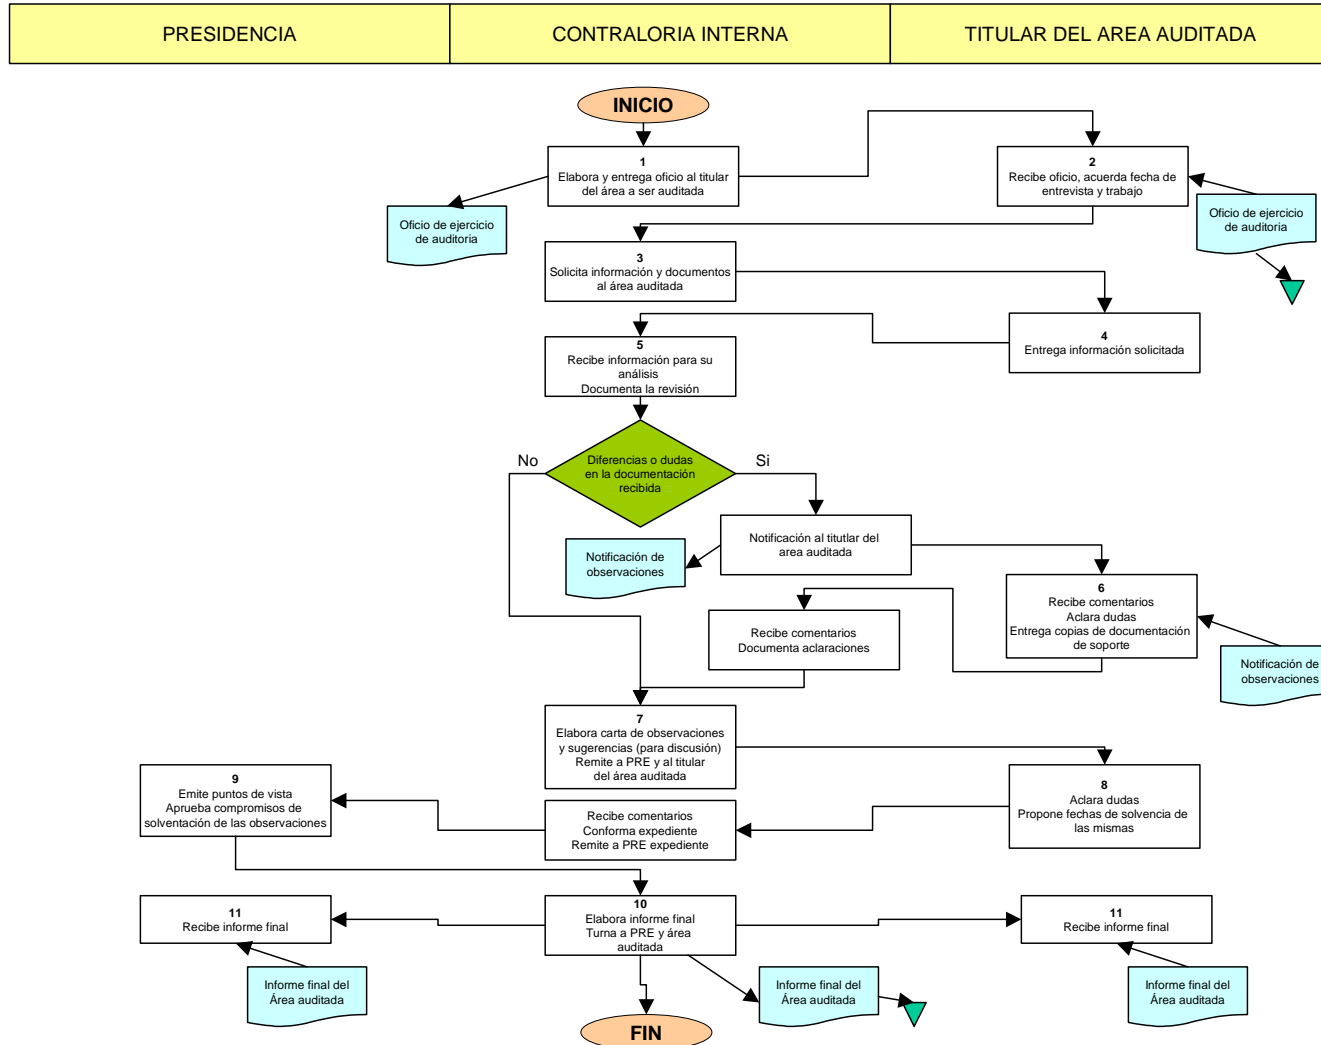 PRESIDENCIA
CONTRALORIA INTERNA
TITULAR DEL AREA AUDITADA
INICIO
1
Elabora y entrega oficio al titular
del área a ser auditada
2
Recibe oficio, acuerda fecha de
entrevista y trabajo
Oficio de ejercicio
de auditoria
Oficio de ejercicio
de auditoria
3
Solicita información y documentos
al área auditada
4
Entrega información solicitada
5
Recibe información para su
análisis
Documenta la revisión
No
Diferencias o dudas
en la documentación
recibida
Si
Notificación al titutlar del
area auditada
Notificación de
observaciones
6
Recibe comentarios
Aclara dudas
Entrega copias de documentación
de soporte
Recibe comentarios
Documenta aclaraciones
Notificación de
observaciones
7
Elabora carta de observaciones
y sugerencias (para discusión)
Remite a PRE y al titular
del área auditada
9
Emite puntos de vista
Aprueba compromisos de
solventación de las observaciones
Recibe comentarios
Conforma expediente
Remite a PRE expediente
8
Aclara dudas
Propone fechas de solvencia de
las mismas
11
Recibe informe final
10
Elabora informe final
Turna a PRE y área
auditada
11
Recibe informe final
Informe final del
Área auditada
Informe final del
Área auditada
Informe final del
Área auditada
FIN